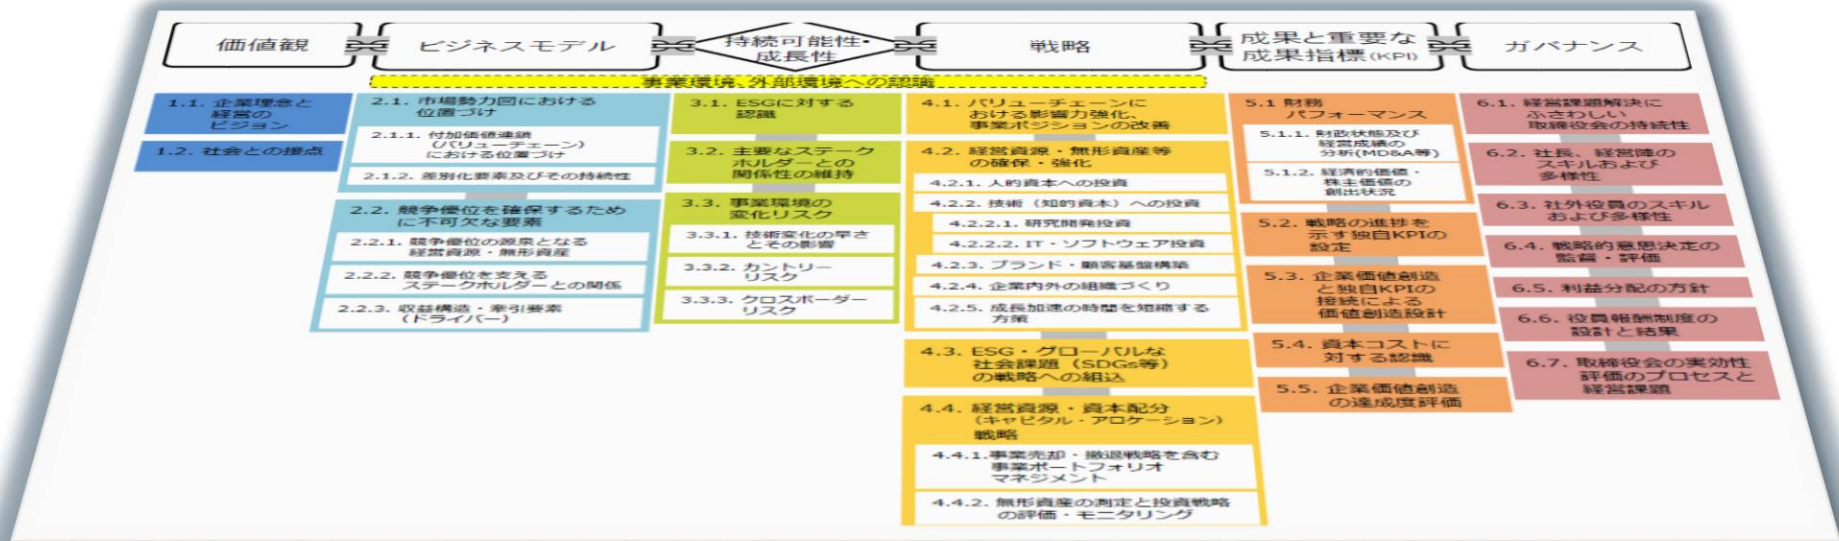 価値観
ビジネスモデル
持続可能性・
成長性
戦略
成果と重要な
成果指標(KPI)
ガバナンス
事業環境、外部環境への認識
1.1. 企業理念と
経営の
ビジョン
1.2. 社会との接点
2.1. 市場勢力図における
位置づけ
2.1.1. 付加価値連鎖
(バリューチェーン)
における位置づけ
2.1.2. 差別化要素及びその持続性
2.2. 競争優位を確保するため
に不可欠な要素
2.2.1. 競争優位の源泉となる
経営資源・無形資産
2.2.2. 競争優位を支える
ステークホルダーとの関係
2.2.3. 収益構造・牽引要素
(ドライバー)
3.1. ESGに対する
認識
3.2. 主要なステーク
ホルダーとの
関係性の維持
3.3. 事業環境の
変化リスク
3.3.1. 技術変化の早さ
とその影響
3.3.2. カントリー
リスク
3.3.3. クロスボーダー
リスク
4.1. バリューチェーンに
おける影響力強化、
事業ポジションの改善
4.2. 経営資源・無形資産等
の確保・強化
4.2.1. 人的資本への投資
4.2.2. 技術（知的資本）への投資
4.2.2.1. 研究開発投資
4.2.2.2. IT・ソフトウェア投資
4.2.3. ブランド・顧客基盤構築
4.2.4. 企業内外の組織づくり
4.2.5. 成長加速の時間を短縮する
方策
4.3. ESG・グローバルな
社会課題（SDGs等)
の戦略への組込
4.4. 経営資源・資本配分
(キャピタル・アロケーション)
戦略
4.4.1.事業売却・撤退戦略を含む
事業ポートフォリオ
マネジメント
4.4.2. 無形資産の測定と投資戦略
の評価・モニタリング
5.1 財務
パフォーマンス
5.1.1. 財政状態及び
経営成績の
分析(MD&A等)
5.1.2. 経済的価値・
株主価値の
創出状況
5.2. 戦略の進捗を
示す独自KPIの
設定
5.3. 企業価値創造
と独自KPIの
接続による
価値創造設計
5.4. 資本コストに
対する認識
5.5. 企業価値創造
の達成度評価
6.1. 経営課題解決に
ふさわしい
取締役会の持続性
6.2. 社長、経営陣の
スキルおよび
多様性
6.3. 社外役員のスキル
および多様性
6.4. 戦略的意思決定の
監督・評価
6.5. 利益分配の方針
6.6. 役員報酬制度の
設計と結果
6.7. 取締役会の実効性
評価のプロセスと
経営課題